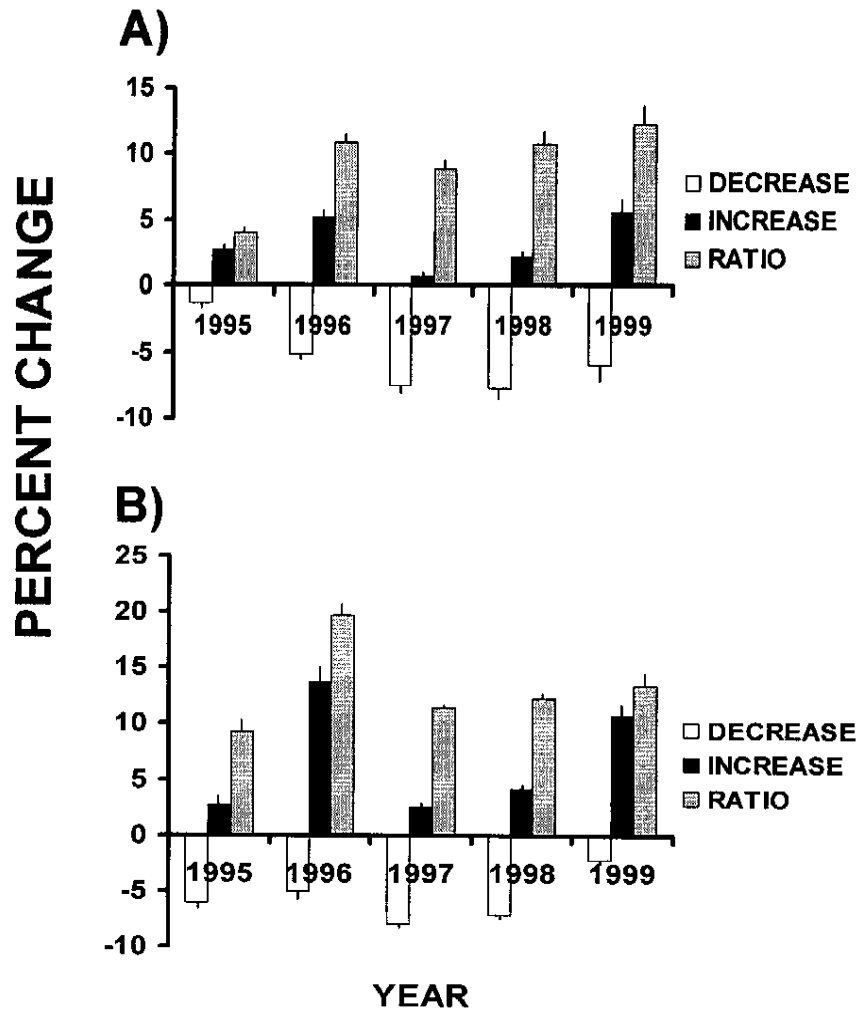 A)
PERCENT CHANGE
15
10
5
0
-5
-10
1995
1996
1997
1998
1999
DECREASE
INCREASE
RATIO
B)
25
20
15
10
5
0
-5
-10
1995
1996
1997
1998
1999
DECREASE
INCREASE
RATIO
YEAR